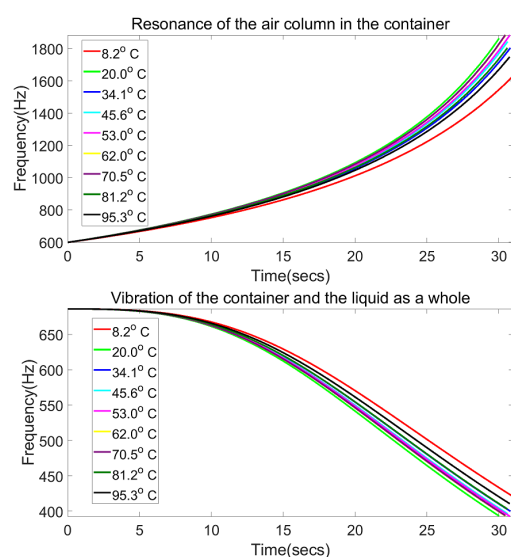 Resonance of the air column in the container
Frequency(Hz)
1800
1600
1400
1200
1000
800
600
8.2° C
20.0° C
34.1° C
45.6° C
53.0° C
62.0° C
70.5° C
81.2° C
95.3° C
0 5 10 15 20 25 30
Time(secs)
Vibration of the container and the liquid as a whole
Frequency(Hz)
650
600
550
500
450
400
8.2° C
20.0° C
34.1° C
45.6° C
53.0° C
62.0° C
70.5° C
81.2° C
95.3° C
0 5 10 15 20 25 30
Time(secs)